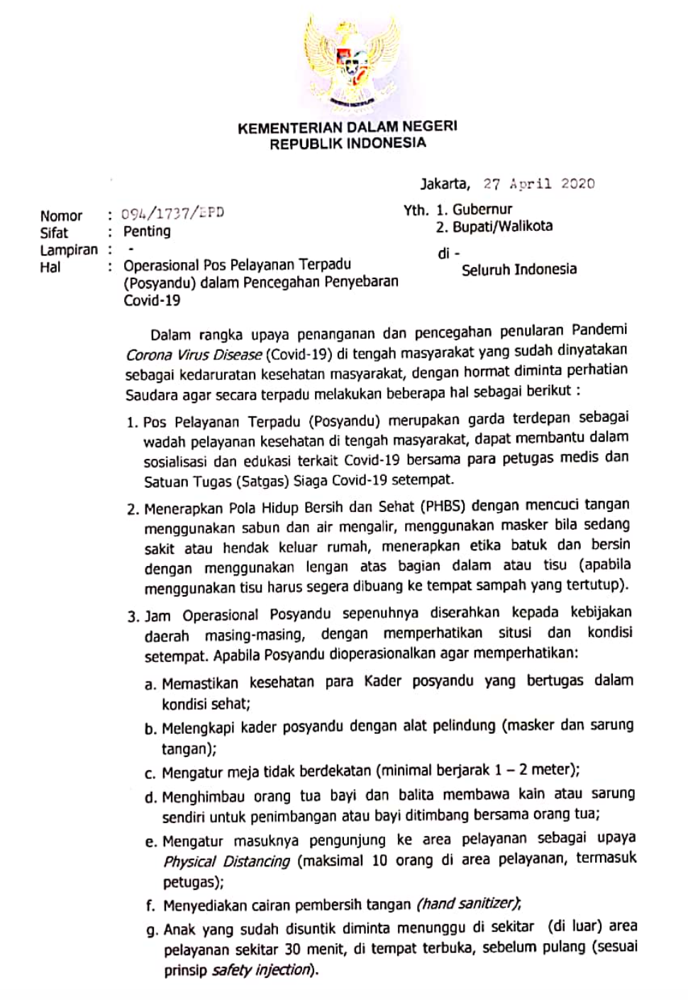 KEMENTERIAN DALAM NEGERI
REPUBLIK INDONESIA
Jakarta, 27 April 2020
Nomor : 094/1737/BPD
Sifat : Penting
Lampiran : -
Hal : Operasional Pos Pelayanan Terpadu
(Posyandu) dalam Pencegahan Penyebaran
Covid-19
Yth. 1. Gubernur
2. Bupati/Walikota
di -
Seluruh Indonesia
Dalam rangka upaya penanganan dan pencegahan penularan Pandemi
Corona Virus Disease (Covid-19) di tengah masyarakat yang sudah dinyatakan
sebagai kedaruratan kesehatan masyarakat, dengan hormat diminta perhatian
Saudara agar secara terpadu melakukan beberapa hal sebagai berikut :
1. Pos Pelayanan Terpadu (Posyandu) merupakan garda terdepan sebagai
wadah pelayanan kesehatan di tengah masyarakat, dapat membantu dalam
sosialisasi dan edukasi terkait Covid-19 bersama para petugas medis dan
Satuan Tugas (Satgas) Siaga Covid-19 setempat.
2. Menerapkan Pola Hidup Bersih dan Sehat (PHBS) dengan mencuci tangan
menggunakan sabun dan air mengalir, menggunakan masker bila sedang
sakit atau hendak keluar rumah, menerapkan etika batuk dan bersin
dengan menggunakan lengan atas bagian dalam atau tisu (apabila
menggunakan tisu harus segera dibuang ke tempat sampah yang tertutup).
3. Jam Operasional Posyandu sepenuhnya diserahkan kepada kebijakan
daerah masing-masing, dengan memperhatikan situsi dan kondisi
setempat. Apabila Posyandu dioperasionalkan agar memperhatikan:
a. Memastikan kesehatan para Kader posyandu yang bertugas dalam
kondisi sehat;
b. Melengkapi kader posyandu dengan alat pelindung (masker dan sarung
tangan);
c. Mengatur meja tidak berdekatan (minimal berjarak 1 – 2 meter);
d. Menghimbau orang tua bayi dan balita membawa kain atau sarung
sendiri untuk penimbangan atau bayi ditimbang bersama orang tua;
e. Mengatur masuknya pengunjung ke area pelayanan sebagai upaya
Physical Distancing (maksimal 10 orang di area pelayanan, termasuk
petugas);
f. Menyediakan cairan pembersih tangan (hand sanitizer);
g. Anak yang sudah disuntik diminta menunggu di sekitar (di luar) area
pelayanan sekitar 30 menit, di tempat terbuka, sebelum pulang (sesuai
prinsip safety injection).